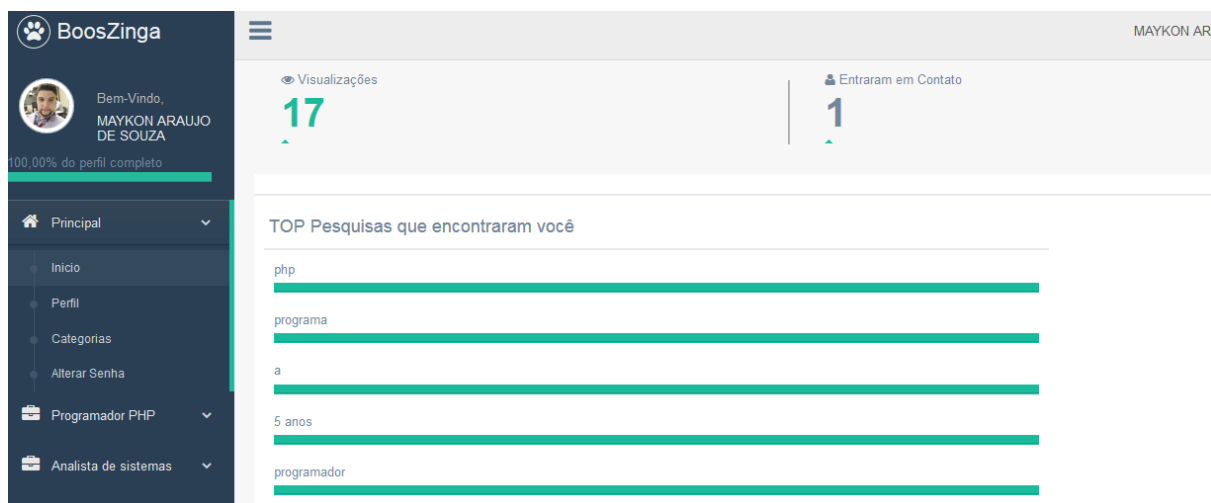 BoosZinga
MAYKON AR
Bem-Vindo,
MAYKON ARAUJO
DE SOUZA
100,00% do perfil completo
Principal
Inicio
Perfil
Categorias
Alterar Senha
Programador PHP
Analista de sistemas
Visualizações
17
Entraram em Contato
1
TOP Pesquisas que encontraram você
php
programa
a
5 anos
programador